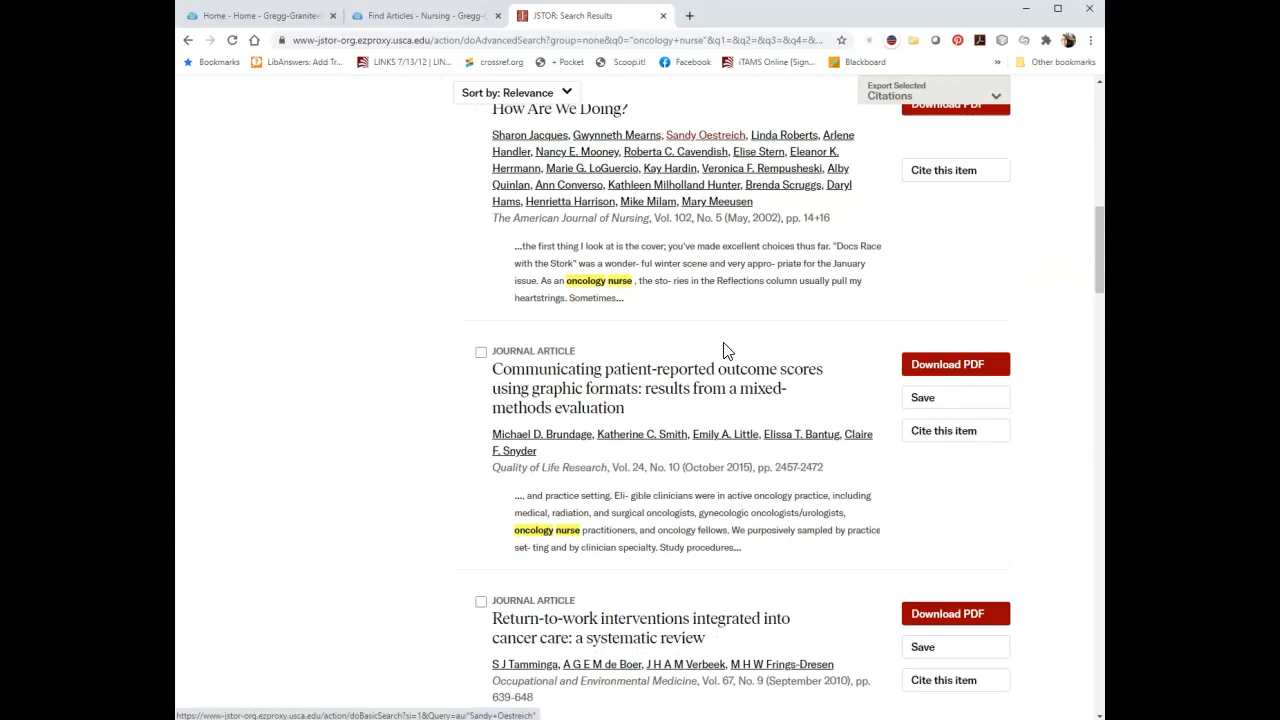 Home - Home - Gregg-Granitev
Find Articles - Nursing - Gregg-G
JSTOR: Search Results
www-jstor-org.ezproxy.usca.edu/action/doAdvancedSearch?group=none&q0="oncology+nurse"&q1=&q2=&q3=&q4=&...
Bookmarks
LibAnswers: Add Tr...
LINKS 7/13/12 | LIN...
crossref.org
+ Pocket
Scoop.it!
Facebook
iTAMS Online [Sign...
Blackboard
»
Other bookmarks
Sort by: Relevance
Export Selected
Citations
How Are We Doing?
Download PDF
Sharon Jacques, Gwynneth Mearns, Sandy Oestreich, Linda Roberts, Arlene
Handler, Nancy E. Mooney, Roberta C. Cavendish, Elise Stern, Eleanor K.
Herrmann, Marie G. LoGuercio, Kay Hardin, Veronica F. Rempusheski, Alby
Quinlan, Ann Converso, Kathleen Milholland Hunter, Brenda Scruggs, Daryl
Hams, Henrietta Harrison, Mike Milam, Mary Meeusen
Cite this item
The American Journal of Nursing, Vol. 102, No. 5 (May, 2002), pp. 14+16
...the first thing I look at is the cover; you've made excellent choices thus far. "Docs Race
with the Stork" was a wonder- ful winter scene and very appro- priate for the January
issue. As an oncology nurse , the sto- ries in the Reflections column usually pull my
heartstrings. Sometimes...
JOURNAL ARTICLE
Communicating patient-reported outcome scores
using graphic formats: results from a mixed-
methods evaluation
Download PDF
Save
Cite this item
Michael D. Brundage, Katherine C. Smith, Emily A. Little, Elissa T. Bantug, Claire
F. Snyder
Quality of Life Research, Vol. 24, No. 10 (October 2015), pp. 2457-2472
..., and practice setting. Eli- gible clinicians were in active oncology practice, including
medical, radiation, and surgical oncologists, gynecologic oncologists/urologists,
oncology nurse practitioners, and oncology fellows. We purposively sampled by practice
set- ting and by clinician specialty. Study procedures...
JOURNAL ARTICLE
Return-to-work interventions integrated into
cancer care: a systematic review
Download PDF
Save
Cite this item
S J Tamminga, A G E M de Boer, J H A M Verbeek, M H W Frings-Dresen
Occupational and Environmental Medicine, Vol. 67, No. 9 (September 2010), pp.
639-648
https://www-jstor-org.ezproxy.usca.edu/action/doBasicSearch?si=1&Query=au:"Sandy+Oestreich"